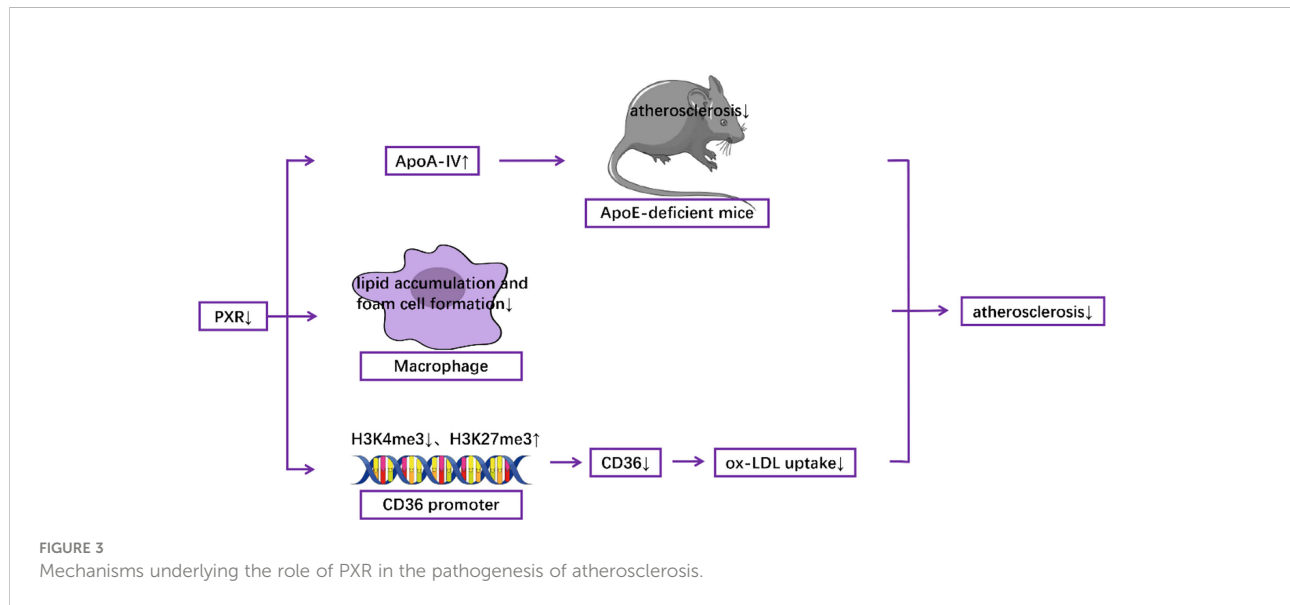 atherosclerosis↓
ApoA-IV↑
ApoE-deficient mice
lipid accumulation and
foam cell formation↓
PXR↓
atherosclerosis↓
Macrophage
H3K4me3↓、H3K27me3↑
CD36↓
ox-LDL uptake↓
CD36 promoter
FIGURE 3
Mechanisms underlying the role of PXR in the pathogenesis of atherosclerosis.